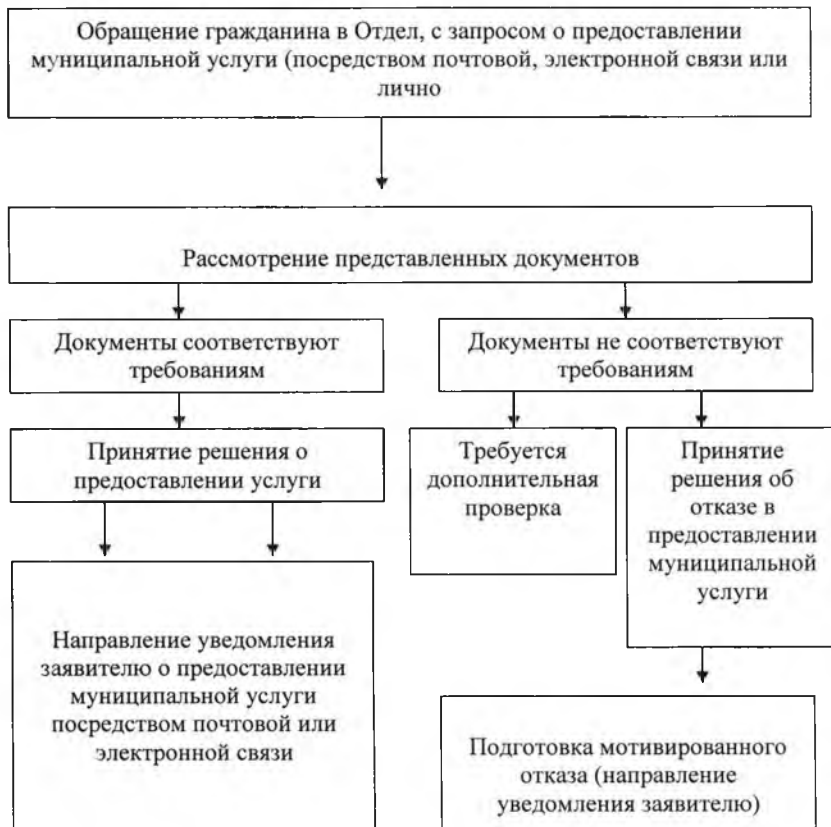 Обращение гражданина в Отдел, с запросом о предоставлении
муниципальной услуги (посредством почтовой, электронной связи или
лично
Рассмотрение представленных документов
Документы соответствуют
требованиям
Документы не соответствуют
требованиям
Принятие решения о
предоставлении услуги
Требуется
дополнительная
проверка
Принятие
решения об
отказе в
предоставлении
муниципальной
услуги
Направление уведомления
заявителю о предоставлении
муниципальной услуги
посредством почтовой или
электронной связи
Подготовка мотивированного
отказа (направление
уведомления заявителю)